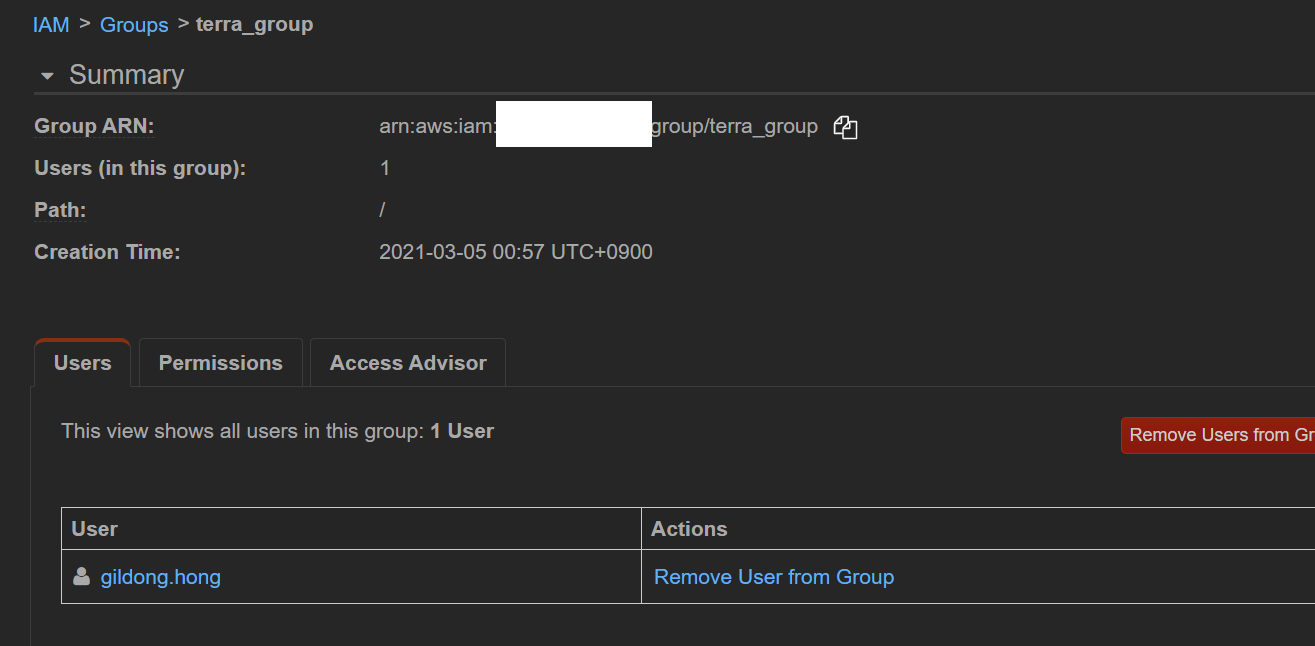 IAM > Groups > terra_group
Summary
Group ARN: arn:aws:iam: group/terra_group
Users (in this group): 1
Path: /
Creation Time: 2021-03-05 00:57 UTC+0900
Users Permissions Access Advisor
This view shows all users in this group: 1 User
Remove Users from Gr
User Actions
gildong.hong Remove User from Group